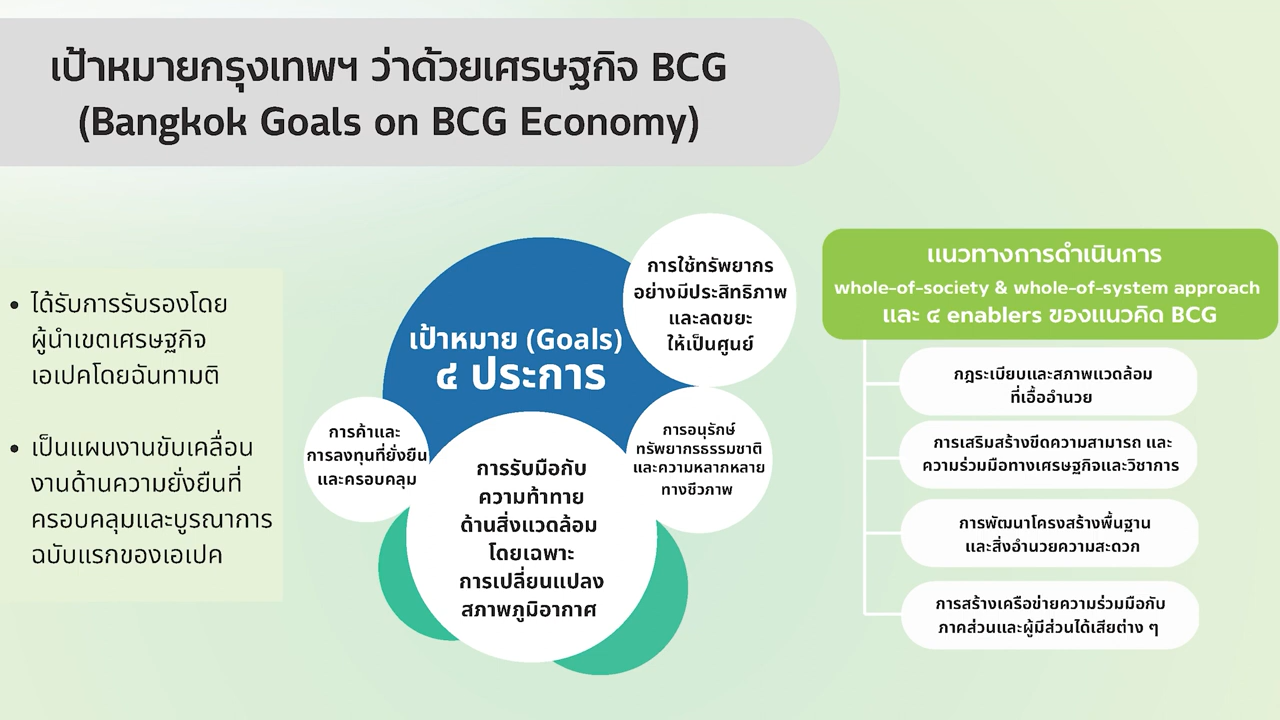 เป้าหมายกรุงเทพฯ ว่าด้วยเศรษฐกิจ BCG
(Bangkok Goals on BCG Economy)
• ได้รับการรับรองโดย
ผู้นำเขตเศรษฐกิจ
เอเปคโดยฉันทามติ
• เป็นแผนงานขับเคลื่อน
งานด้านความยั่งยืนที่
ครอบคลุมและบูรณาการ
ฉบับแรกของเอเปค
เป้าหมาย (Goals)
๔ ประการ
การใช้ทรัพยากร
อย่างมีประสิทธิภาพ
และลดขยะ
ให้เป็นศูนย์
การค้าและ
การลงทุนที่ยั่งยืน
และครอบคลุม
การรับมือกับ
ความท้าทาย
ด้านสิ่งแวดล้อม
โดยเฉพาะ
การเปลี่ยนแปลง
สภาพภูมิอากาศ
การอนุรักษ์
ทรัพยากรธรรมชาติ
และความหลากหลาย
ทางชีวภาพ
แนวทางการดำเนินการ
whole-of-society & whole-of-system approach
และ ๔ enablers ของแนวคิด BCG
กฎระเบียบและสภาพแวดล้อม
ที่เอื้ออำนวย
การเสริมสร้างขีดความสามารถ และ
ความร่วมมือทางเศรษฐกิจและวิชาการ
การพัฒนาโครงสร้างพื้นฐาน
และสิ่งอำนวยความสะดวก
การสร้างเครือข่ายความร่วมมือกับ
ภาคส่วนและผู้มีส่วนได้เสียต่าง ๆ